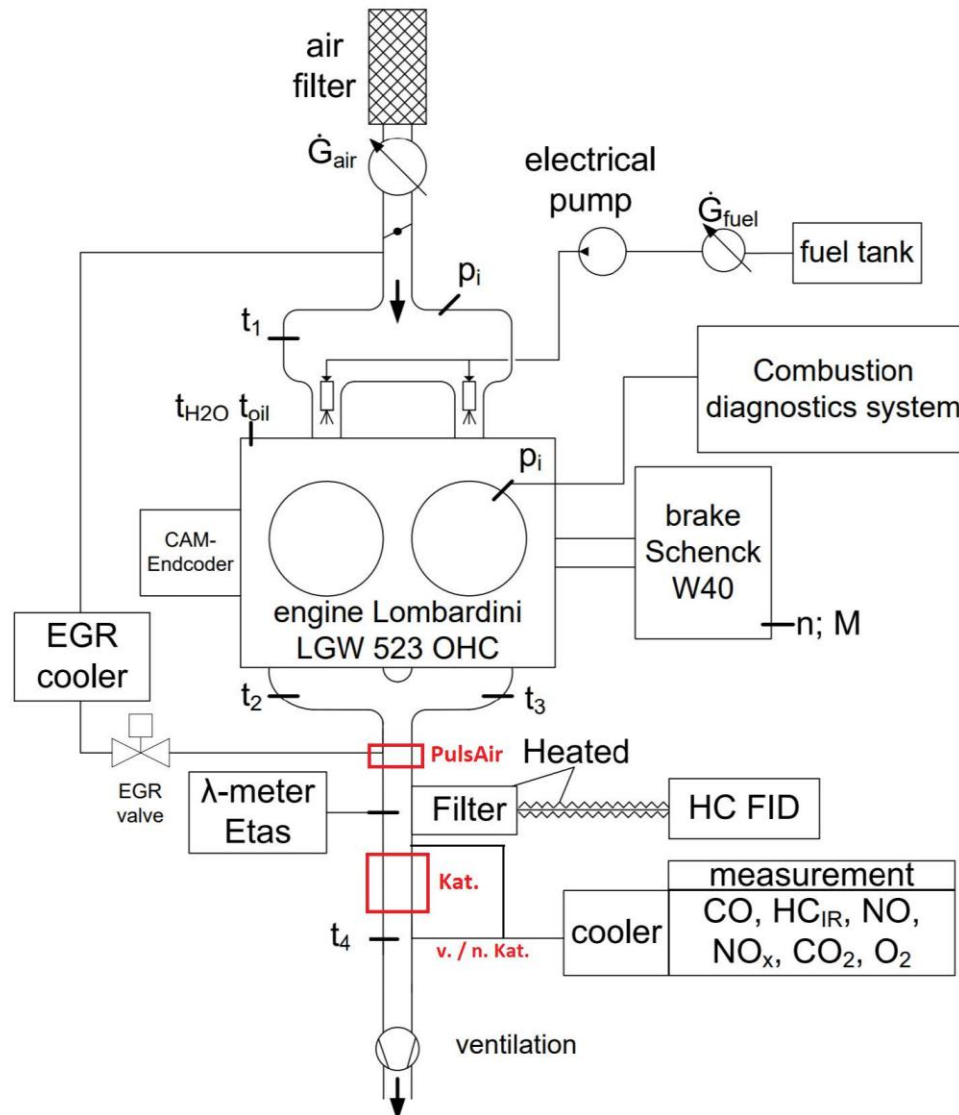 air
filter
Ġair
electrical
pump
Ġfuel
fuel tank
pi
t1
Combustion
diagnostics system
tH2O toil
pi
CAM-
Endcoder
brake
Schenck
W40
n; M
engine Lombardini
LGW 523 OHC
EGR
cooler
t2
t3
PulsAir
Heated
EGR
valve
λ-meter
Etas
Filter
HC FID
Kat.
measurement
cooler
CO, HCIR, NO,
NOx, CO2, O2
t4
v. / n. Kat.
ventilation